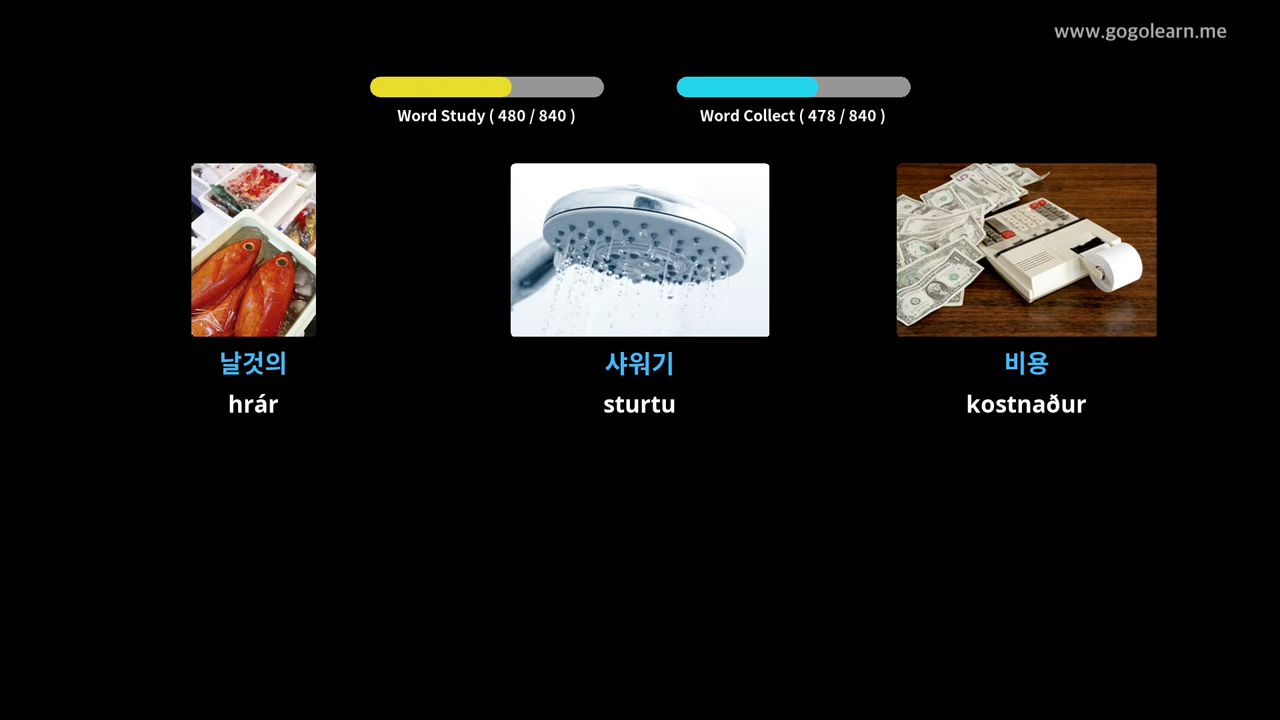 www.gogolearn.me
Word Study ( 480 / 840 )
Word Collect ( 478 / 840 )
날것의
샤워기
비용
hrár
sturtu
kostnaður